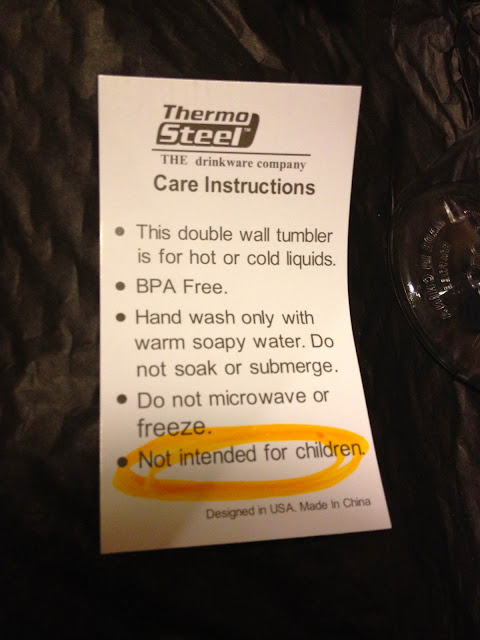 Thermo
Steel™
THE drinkware company
Care Instructions
• This double wall tumbler
is for hot or cold liquids.
• BPA Free.
• Hand wash only with
warm soapy water. Do
not soak or submerge.
• Do not microwave or
freeze.
• Not intended for children.
Designed in USA. Made In China